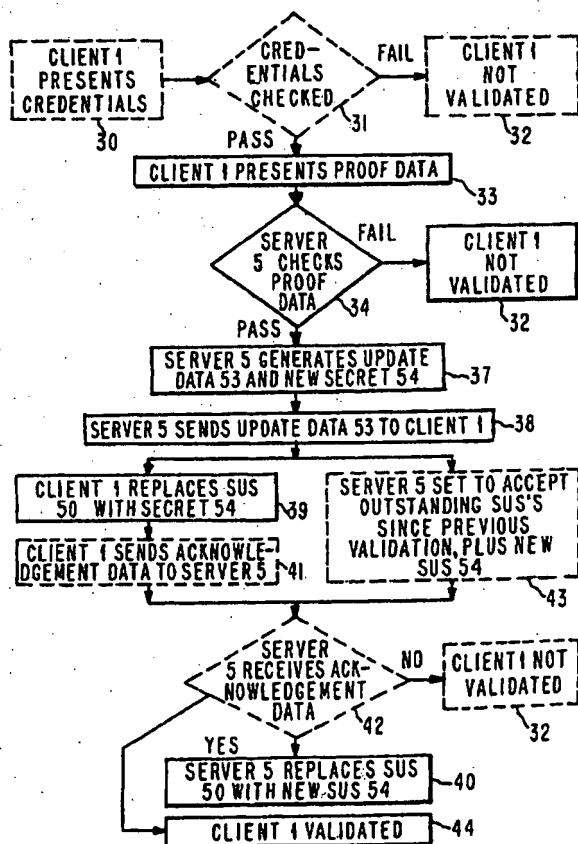 CLIENT 1
PRESENTS
CREDENTIALS
30
CRED-
ENTIALS
CHECKED
31
FAIL
CLIENT 1
NOT
VALIDATED
32
PASS
CLIENT 1 PRESENTS PROOF DATA
33
SERVER
5 CHECKS
PROOF
DATA
34
FAIL
CLIENT 1
NOT
VALIDATED
32
PASS
SERVER 5 GENERATES UPDATE
DATA 53 AND NEW SECRET 54
37
SERVER 5 SENDS UPDATE DATA 53 TO CLIENT 1
38
CLIENT 1 REPLACES SUS
50 WITH SECRET 54
39
CLIENT 1 SENDS ACKNOWLE-
DGEMENT DATA TO SERVER 5
41
SERVER 5 SET TO ACCEPT
OUTSTANDING SUS'S
SINCE PREVIOUS
VALIDATION, PLUS NEW
SUS 54
43
SERVER
5 RECEIVES ACK-
NOWLEDGEMENT
DATA
42
NO
CLIENT 1 NOT
VALIDATED
32
YES
SERVER 5 REPLACES SUS
50 WITH NEW SUS 54
40
CLIENT 1 VALIDATED
44